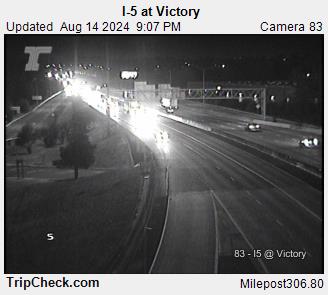 I-5 at Victory
Updated Aug 14 2024 9:07 PM Camera 83
T
S
83 - I5 @ Victory
TripCheck.com Milepost306.80